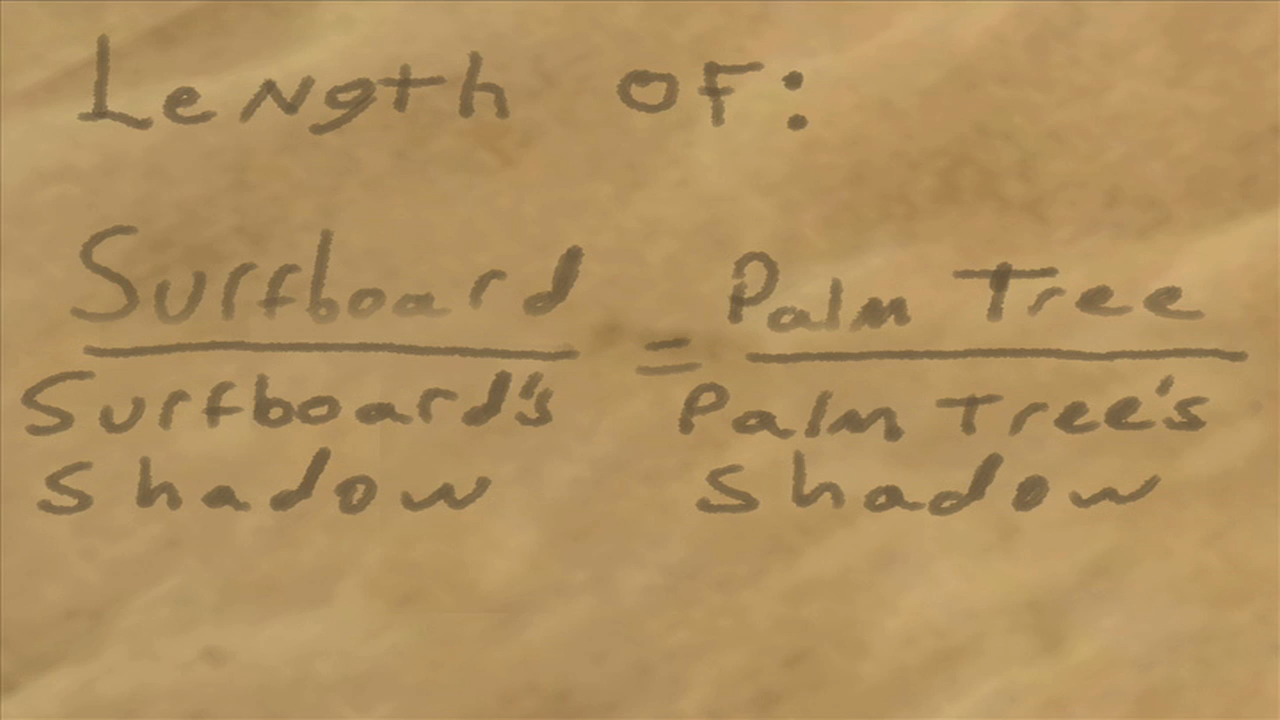 Length of:
Surfboard = Palm Tree
Surfboard's Palm Tree's
Shadow Shadow